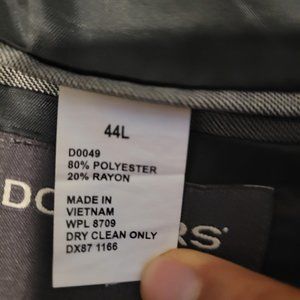 44L
D0049
80% POLYESTER
20% RAYON
MADE IN
VIETNAM
WPL 8709
DRY CLEAN ONLY
DX87 1166